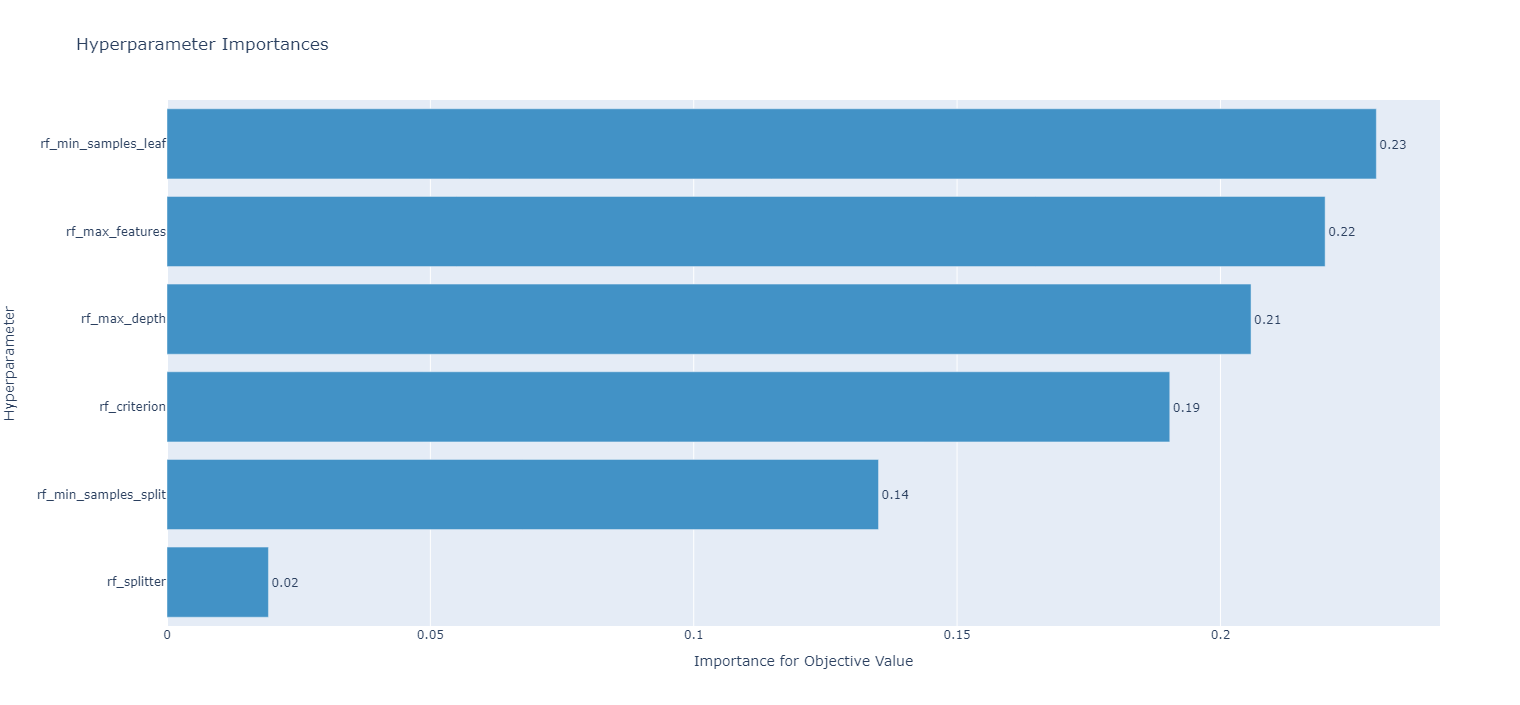 Hyperparameter Importances
Hyperparameter
rf_min_samples_leaf
0.23
rf_max_features
0.22
rf_max_depth
0.21
rf_criterion
0.19
rf_min_samples_split
0.14
rf_splitter
0.02
0 0.05 0.1 0.15 0.2
Importance for Objective Value